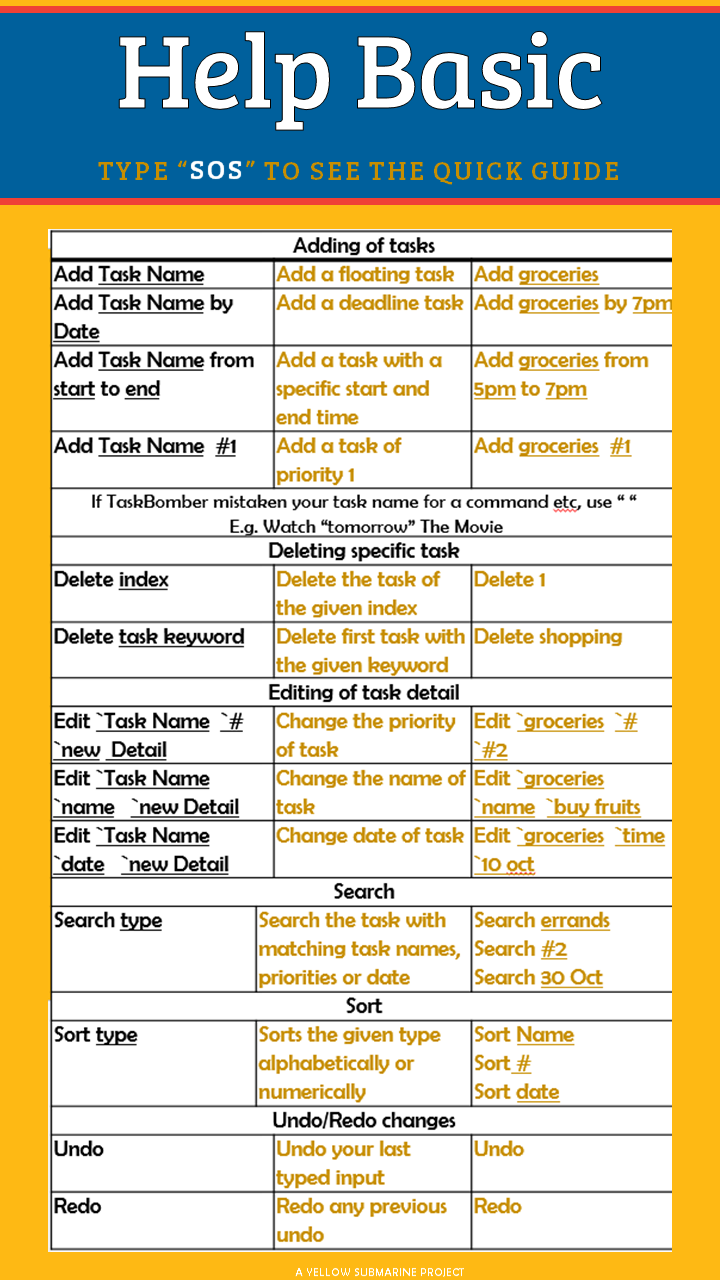 Help Basic
TYPE “SOS” TO SEE THE QUICK GUIDE
Adding of tasks
Add Task Name
Add a floating task
Add groceries
Add Task Name by
Date
Add a deadline task
Add groceries by 7pm
Add Task Name from
start to end
Add a task with a
specific start and
end time
Add groceries from
5pm to 7pm
Add Task Name #1
Add a task of
priority 1
Add groceries #1
If TaskBomber mistaken your task name for a command etc, use “ “
E.g. Watch “tomorrow” The Movie
Deleting specific task
Delete index
Delete the task of
the given index
Delete 1
Delete task keyword
Delete first task with
the given keyword
Delete shopping
Editing of task detail
Edit `Task Name `#
`new Detail
Change the priority
of task
Edit `groceries `#
`#2
Edit `Task Name
`name `new Detail
Change the name of
task
Edit `groceries
`name `buy fruits
Edit `Task Name
`date `new Detail
Change date of task
Edit `groceries `time
`10 oct
Search
Search type
Search the task with
matching task names,
priorities or date
Search errands
Search #2
Search 30 Oct
Sort
Sort type
Sorts the given type
alphabetically or
numerically
Sort Name
Sort #
Sort date
Undo/Redo changes
Undo
Undo your last
typed input
Undo
Redo
Redo any previous
undo
Redo
A YELLOW SUBMARINE PROJECT